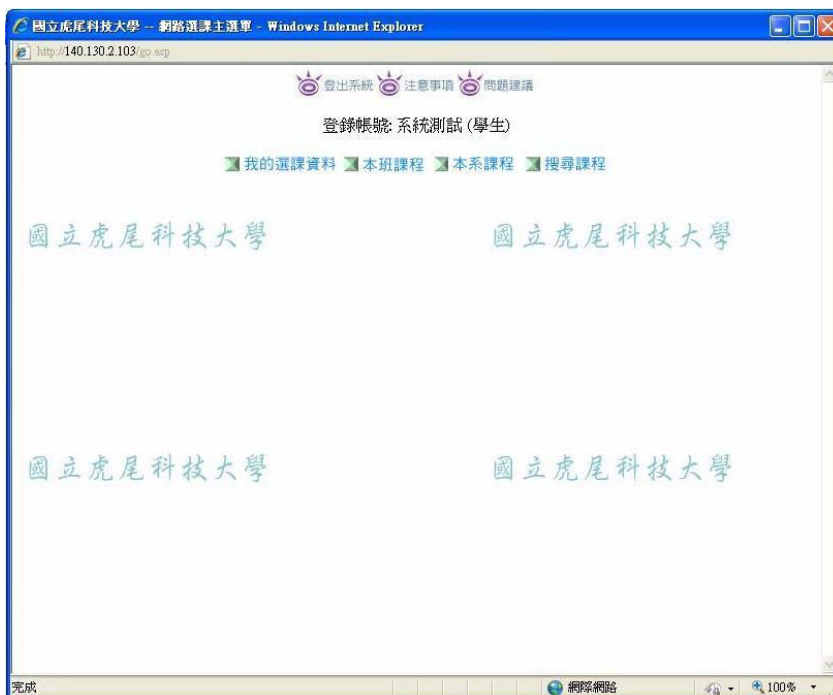 國立虎尾科技大學 -- 網路選課主選單 - Windows Internet Explorer
http://140.130.2.103/go.asp
登出系統 注意事項 問題建議
登錄帳號: 系統測試 (學生)
我的選課資料 本班課程 本系課程 搜尋課程
國立虎尾科技大學 國立虎尾科技大學
國立虎尾科技大學 國立虎尾科技大學
完成 網際網路 100%